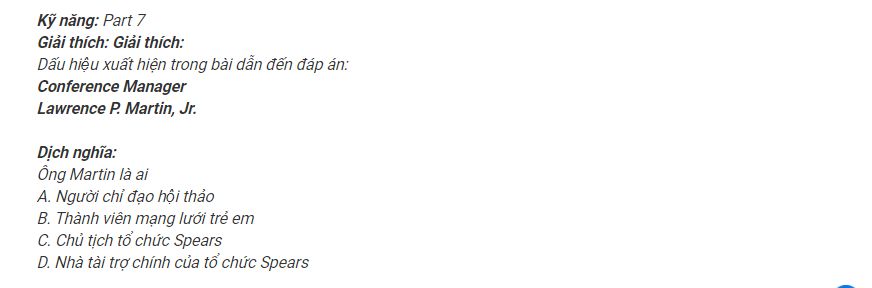 Kỹ năng: Part 7
Giải thích: Giải thích:
Dấu hiệu xuất hiện trong bài dẫn đến đáp án:
Conference Manager
Lawrence P. Martin, Jr.
Dịch nghĩa:
Ông Martin là ai
A. Người chỉ đạo hội thảo
B. Thành viên mạng lưới trẻ em
C. Chủ tịch tổ chức Spears
D. Nhà tài trợ chính của tổ chức Spears